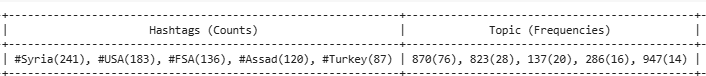 Hashtags (Counts) | Topic (Frequencies)
#Syria(241), #USA(183), #FSA(136), #Assad(120), #Turkey(87) | 870(76), 823(28), 137(20), 286(16), 947(14)